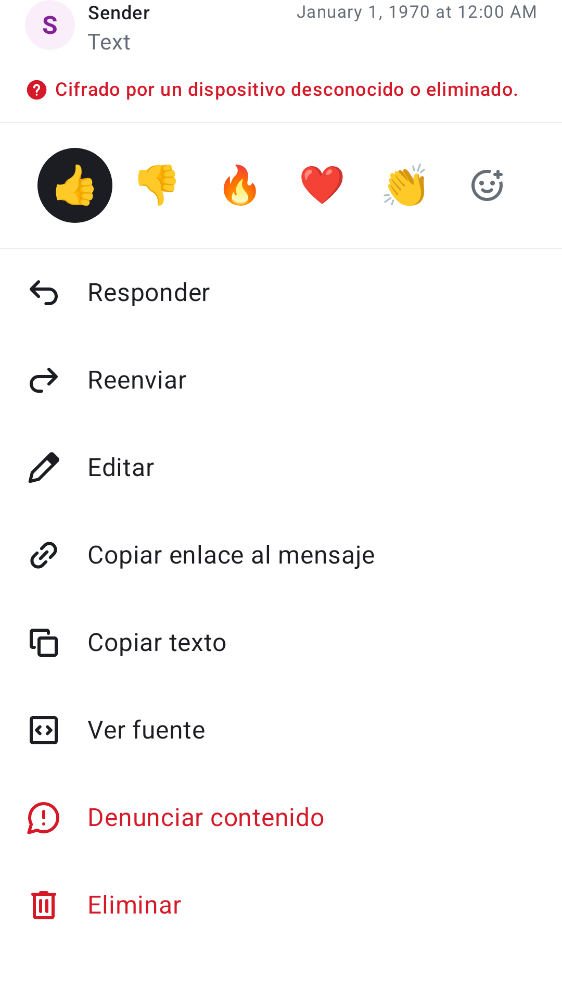 S
Sender
January 1, 1970 at 12:00 AM
Text
Cifrado por un dispositivo desconocido o eliminado.
Responder
Reenviar
Editar
Copiar enlace al mensaje
Copiar texto
Ver fuente
Denunciar contenido
Eliminar